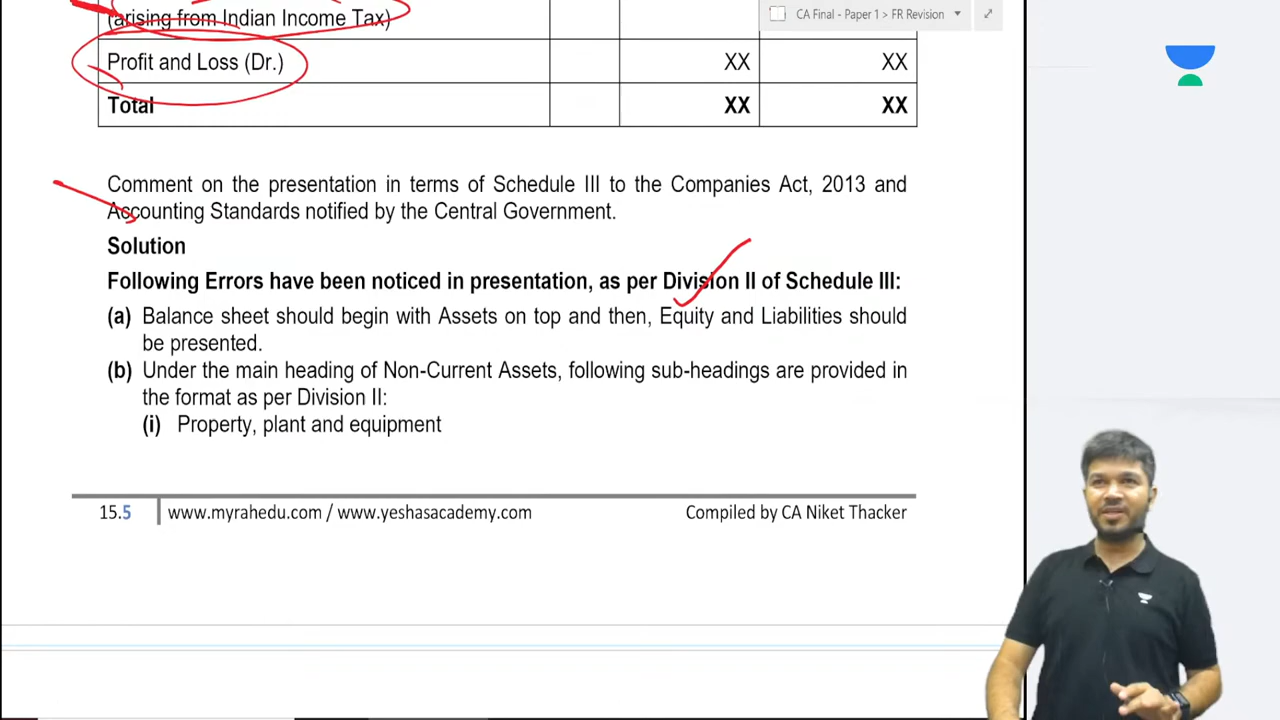 (arising from Indian Income Tax)
CA Final - Paper 1 > FR Revision
Profit and Loss (Dr.) XX XX
Total XX XX
Comment on the presentation in terms of Schedule III to the Companies Act, 2013 and
Accounting Standards notified by the Central Government.
Solution
Following Errors have been noticed in presentation, as per Division II of Schedule III:
(a) Balance sheet should begin with Assets on top and then, Equity and Liabilities should
be presented.
(b) Under the main heading of Non-Current Assets, following sub-headings are provided in
the format as per Division II:
(i) Property, plant and equipment
15.5 www.myrahedu.com / www.yeshasacademy.com Compiled by CA Niket Thacker